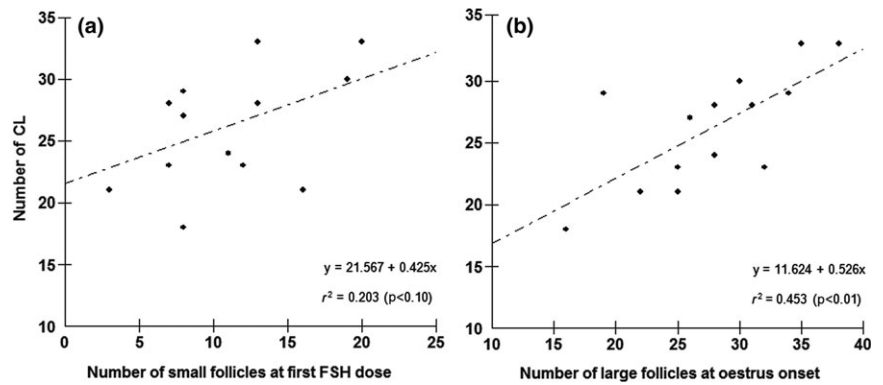 (a)
35
30
25
20
15
10
Number of CL
0 5 10 15 20 25
y = 21.567 + 0.425x
r² = 0.203 (p<0.10)
Number of small follicles at first FSH dose
(b)
35
30
25
20
15
10
10 15 20 25 30 35 40
y = 11.624 + 0.526x
r² = 0.453 (p<0.01)
Number of large follicles at oestrus onset